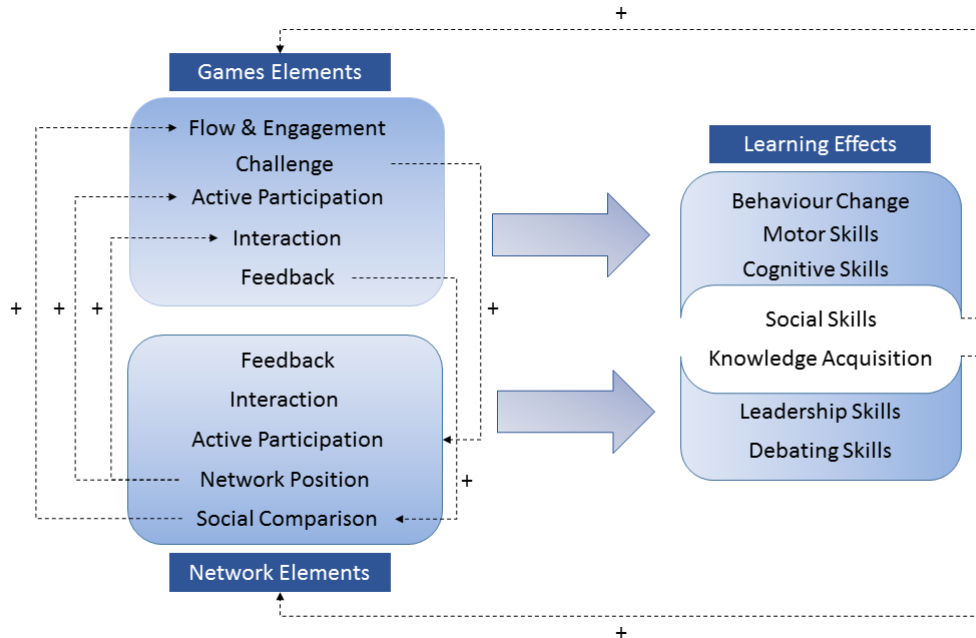 +
Games Elements
Flow & Engagement
Challenge
Active Participation
Interaction
Feedback
+
+
+
+
Feedback
Interaction
Active Participation
Network Position
Social Comparison
+
Network Elements
Learning Effects
Behaviour Change
Motor Skills
Cognitive Skills
Social Skills
Knowledge Acquisition
Leadership Skills
Debating Skills
+